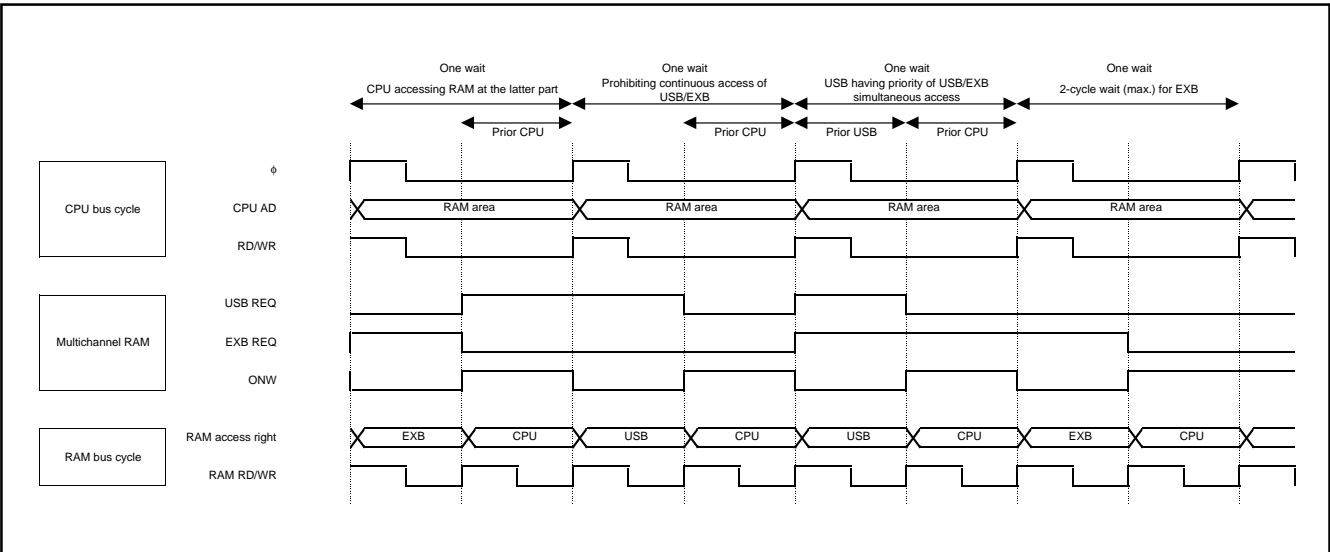 One wait
CPU accessing RAM at the latter part
One wait
Prohibiting continuous access of
USB/EXB
One wait
USB having priority of USB/EXB
simultaneous access
One wait
2-cycle wait (max.) for EXB
Prior CPU
Prior CPU
Prior USB
Prior CPU
CPU bus cycle
ϕ
CPU AD
RAM area
RAM area
RAM area
RAM area
RD/WR
Multichannel RAM
USB REQ
EXB REQ
ONW
RAM bus cycle
RAM access right
EXB
CPU
USB
CPU
USB
CPU
EXB
CPU
RAM RD/WR